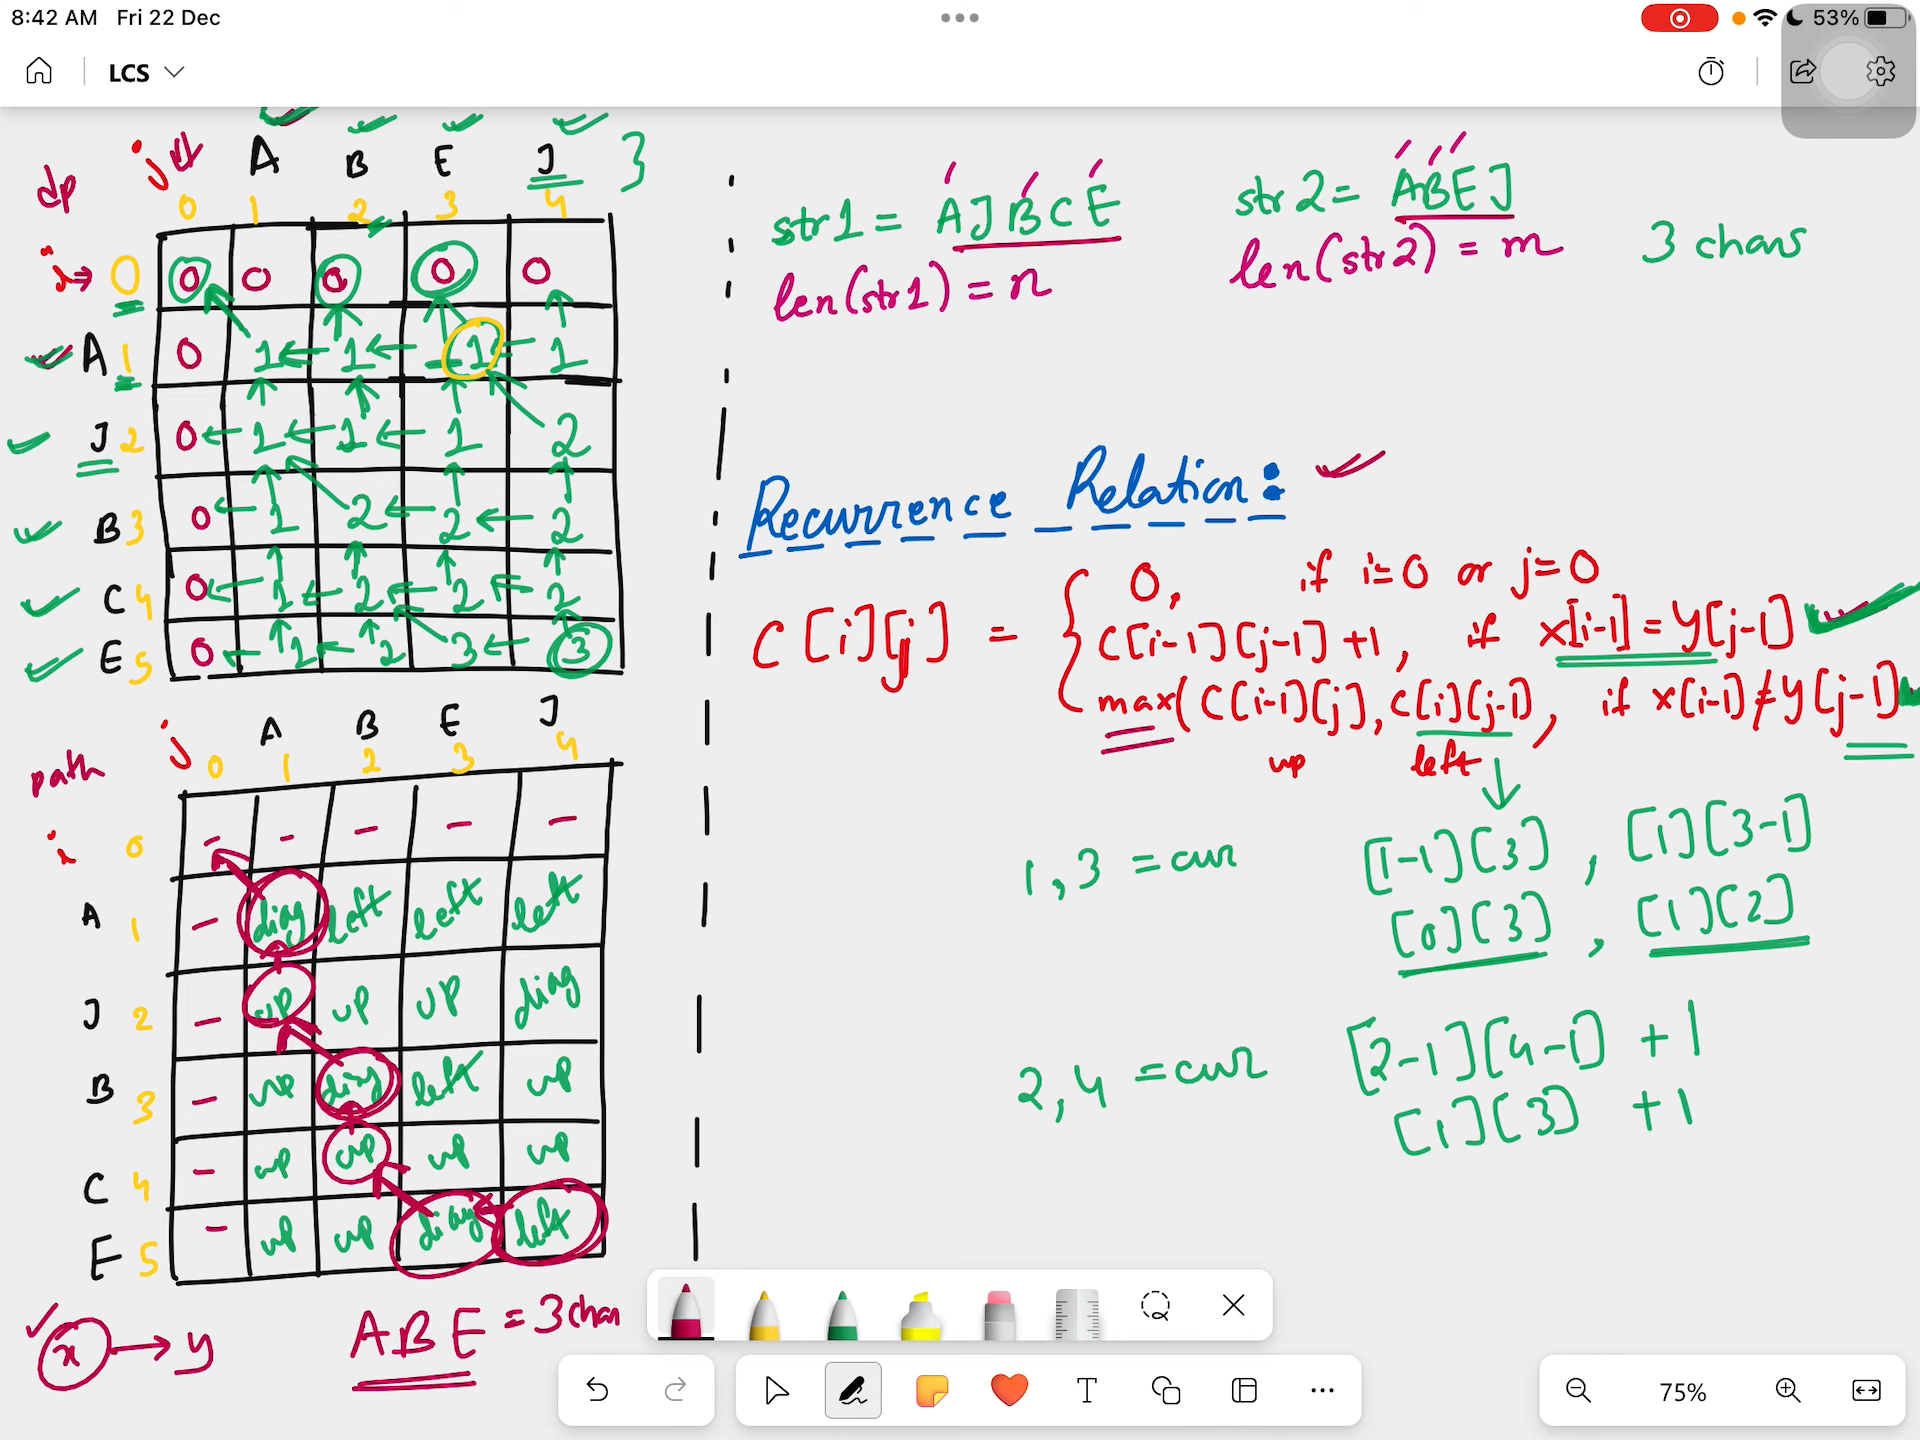 8:42 AM Fri 22 Dec
53%
LCS
dp j A B E J }
0 1 2 3 4
i→ 0 0 0 0 0 0
A 1 0 1 1 1 1
J 2 0 1 1 1 2
B 3 0 1 2 2 2
C 4 0 1 2 2 2
E 5 0 1 2 3 3
path j A B E J
0 1 2 3 4
i 0 - - - - -
A 1 - diag left left left
J 2 - up up up diag
B 3 - up diag left up
C 4 - up up up up
E 5 - up up diag left
x → y
ABE = 3 char
str1 = AJBCE
len(str1) = n
str2 = ABEJ
len(str2) = m
3 chars
Recurrence Relation:
C[i][j] = { 0, if i=0 or j=0
C[i-1][j-1] +1, if x[i-1] = y[j-1]
max(C[i-1][j], C[i][j-1), if x[i-1] ≠ y[j-1]
up left
1,3 = cur [1-1][3], [1][3-1]
[0][3], [1][2]
2,4 = cur [2-1][4-1] + 1
[1][3] + 1
T
75%